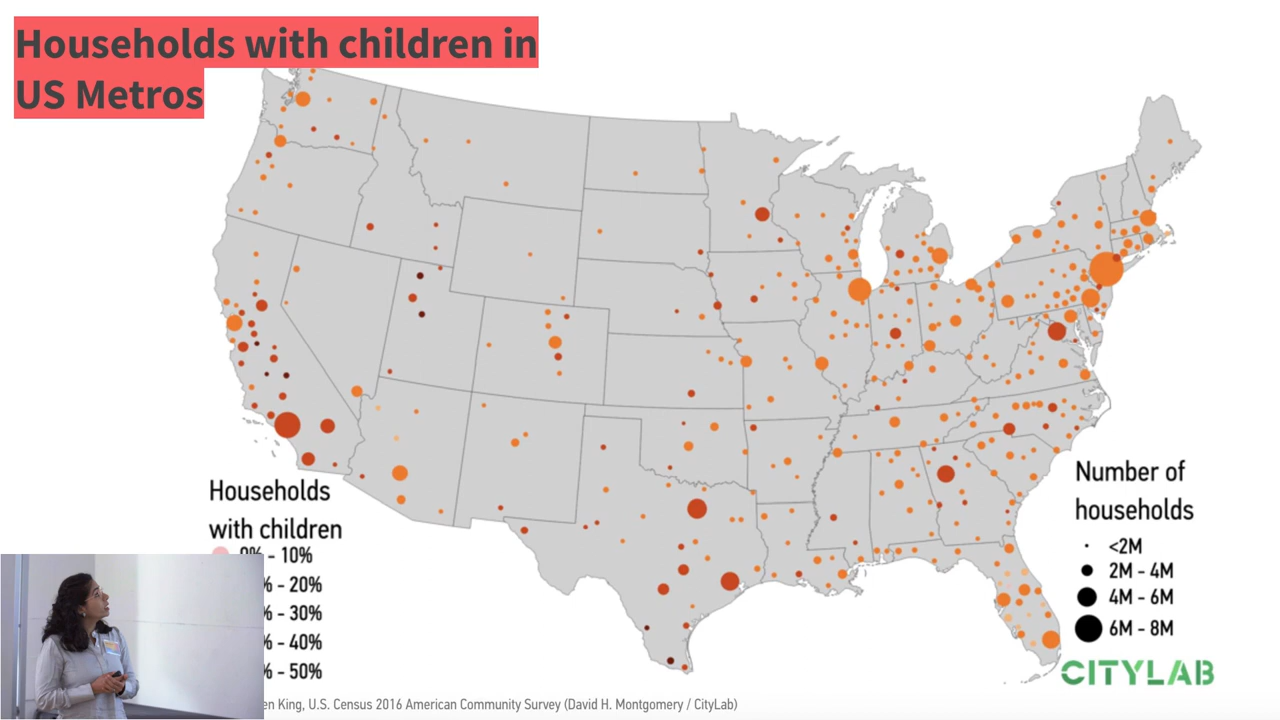 Households with children in
US Metros
Households
with children
0% - 10%
% - 20%
% - 30%
% - 40%
% - 50%
Number of
households
<2M
2M - 4M
4M - 6M
6M - 8M
CITYLAB
King, U.S. Census 2016 American Community Survey (David H. Montgomery / CityLab)